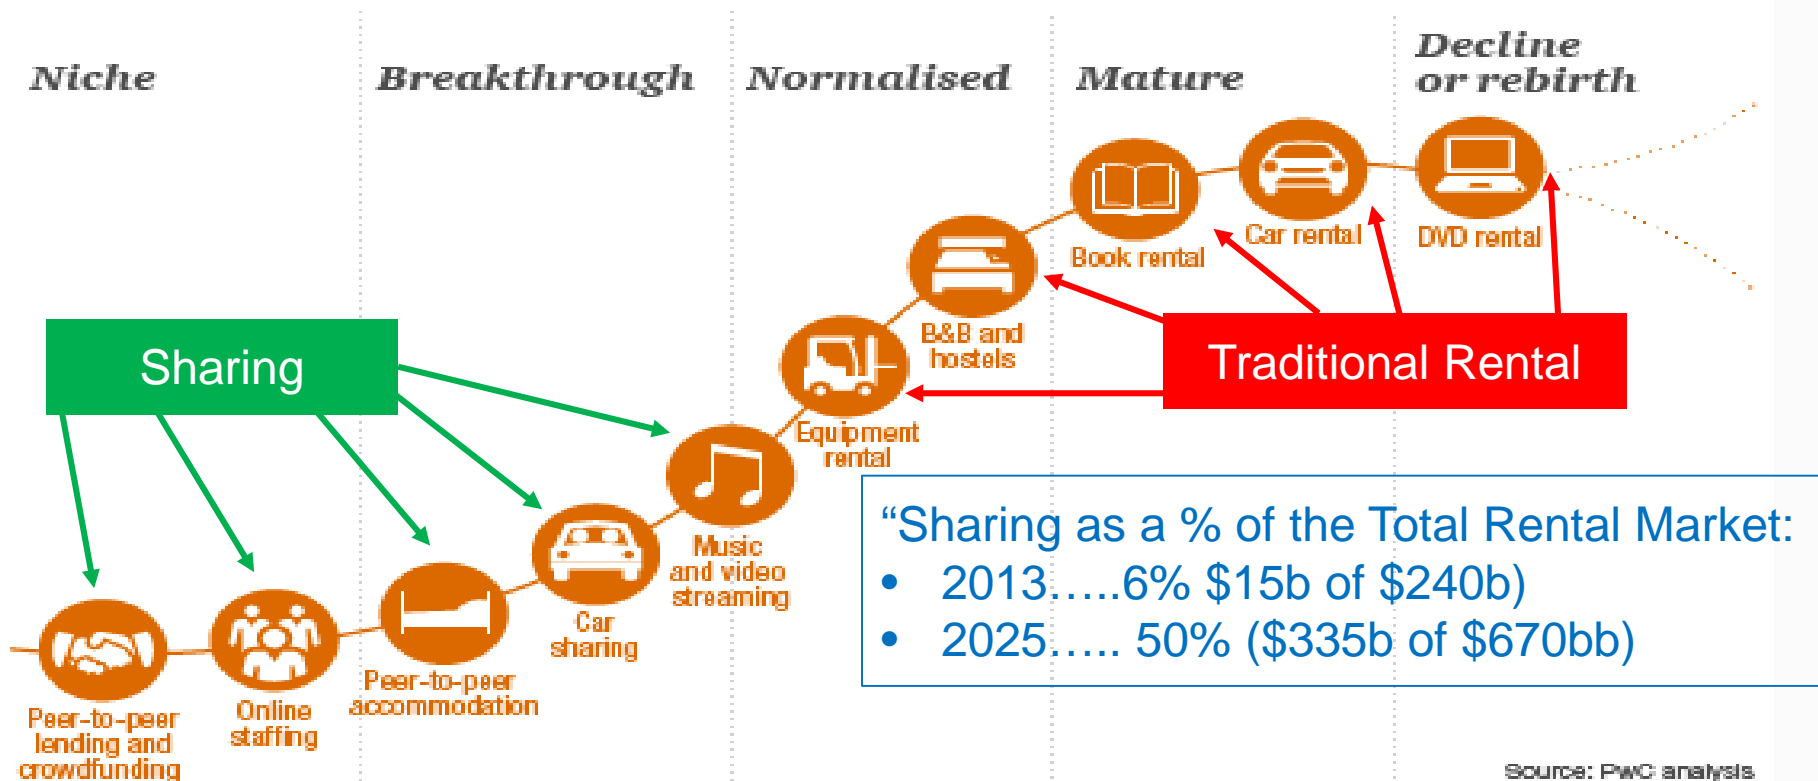 Niche
Breakthrough
Normalised
Mature
Decline
or rebirth
Book rental
Car rental
DVD rental
B&B and
hostels
Sharing
Traditional Rental
Equipment
rental
Music
and video
streaming
Car
sharing
Peer-to-peer
accommodation
Online
staffing
Peer-to-peer
lending and
crowdfunding
“Sharing as a % of the Total Rental Market:
• 2013…..6% $15b of $240b)
• 2025….. 50% ($335b of $670bb)
Source: PwC analysis